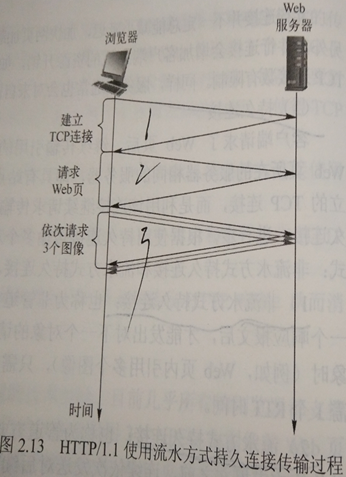 浏览器
Web
服务器
建立
TCP连接
1
请求
Web页
2
依次请求
3个图像
3
时间
图 2.13 HTTP/1.1 使用流水方式持久连接传输过程